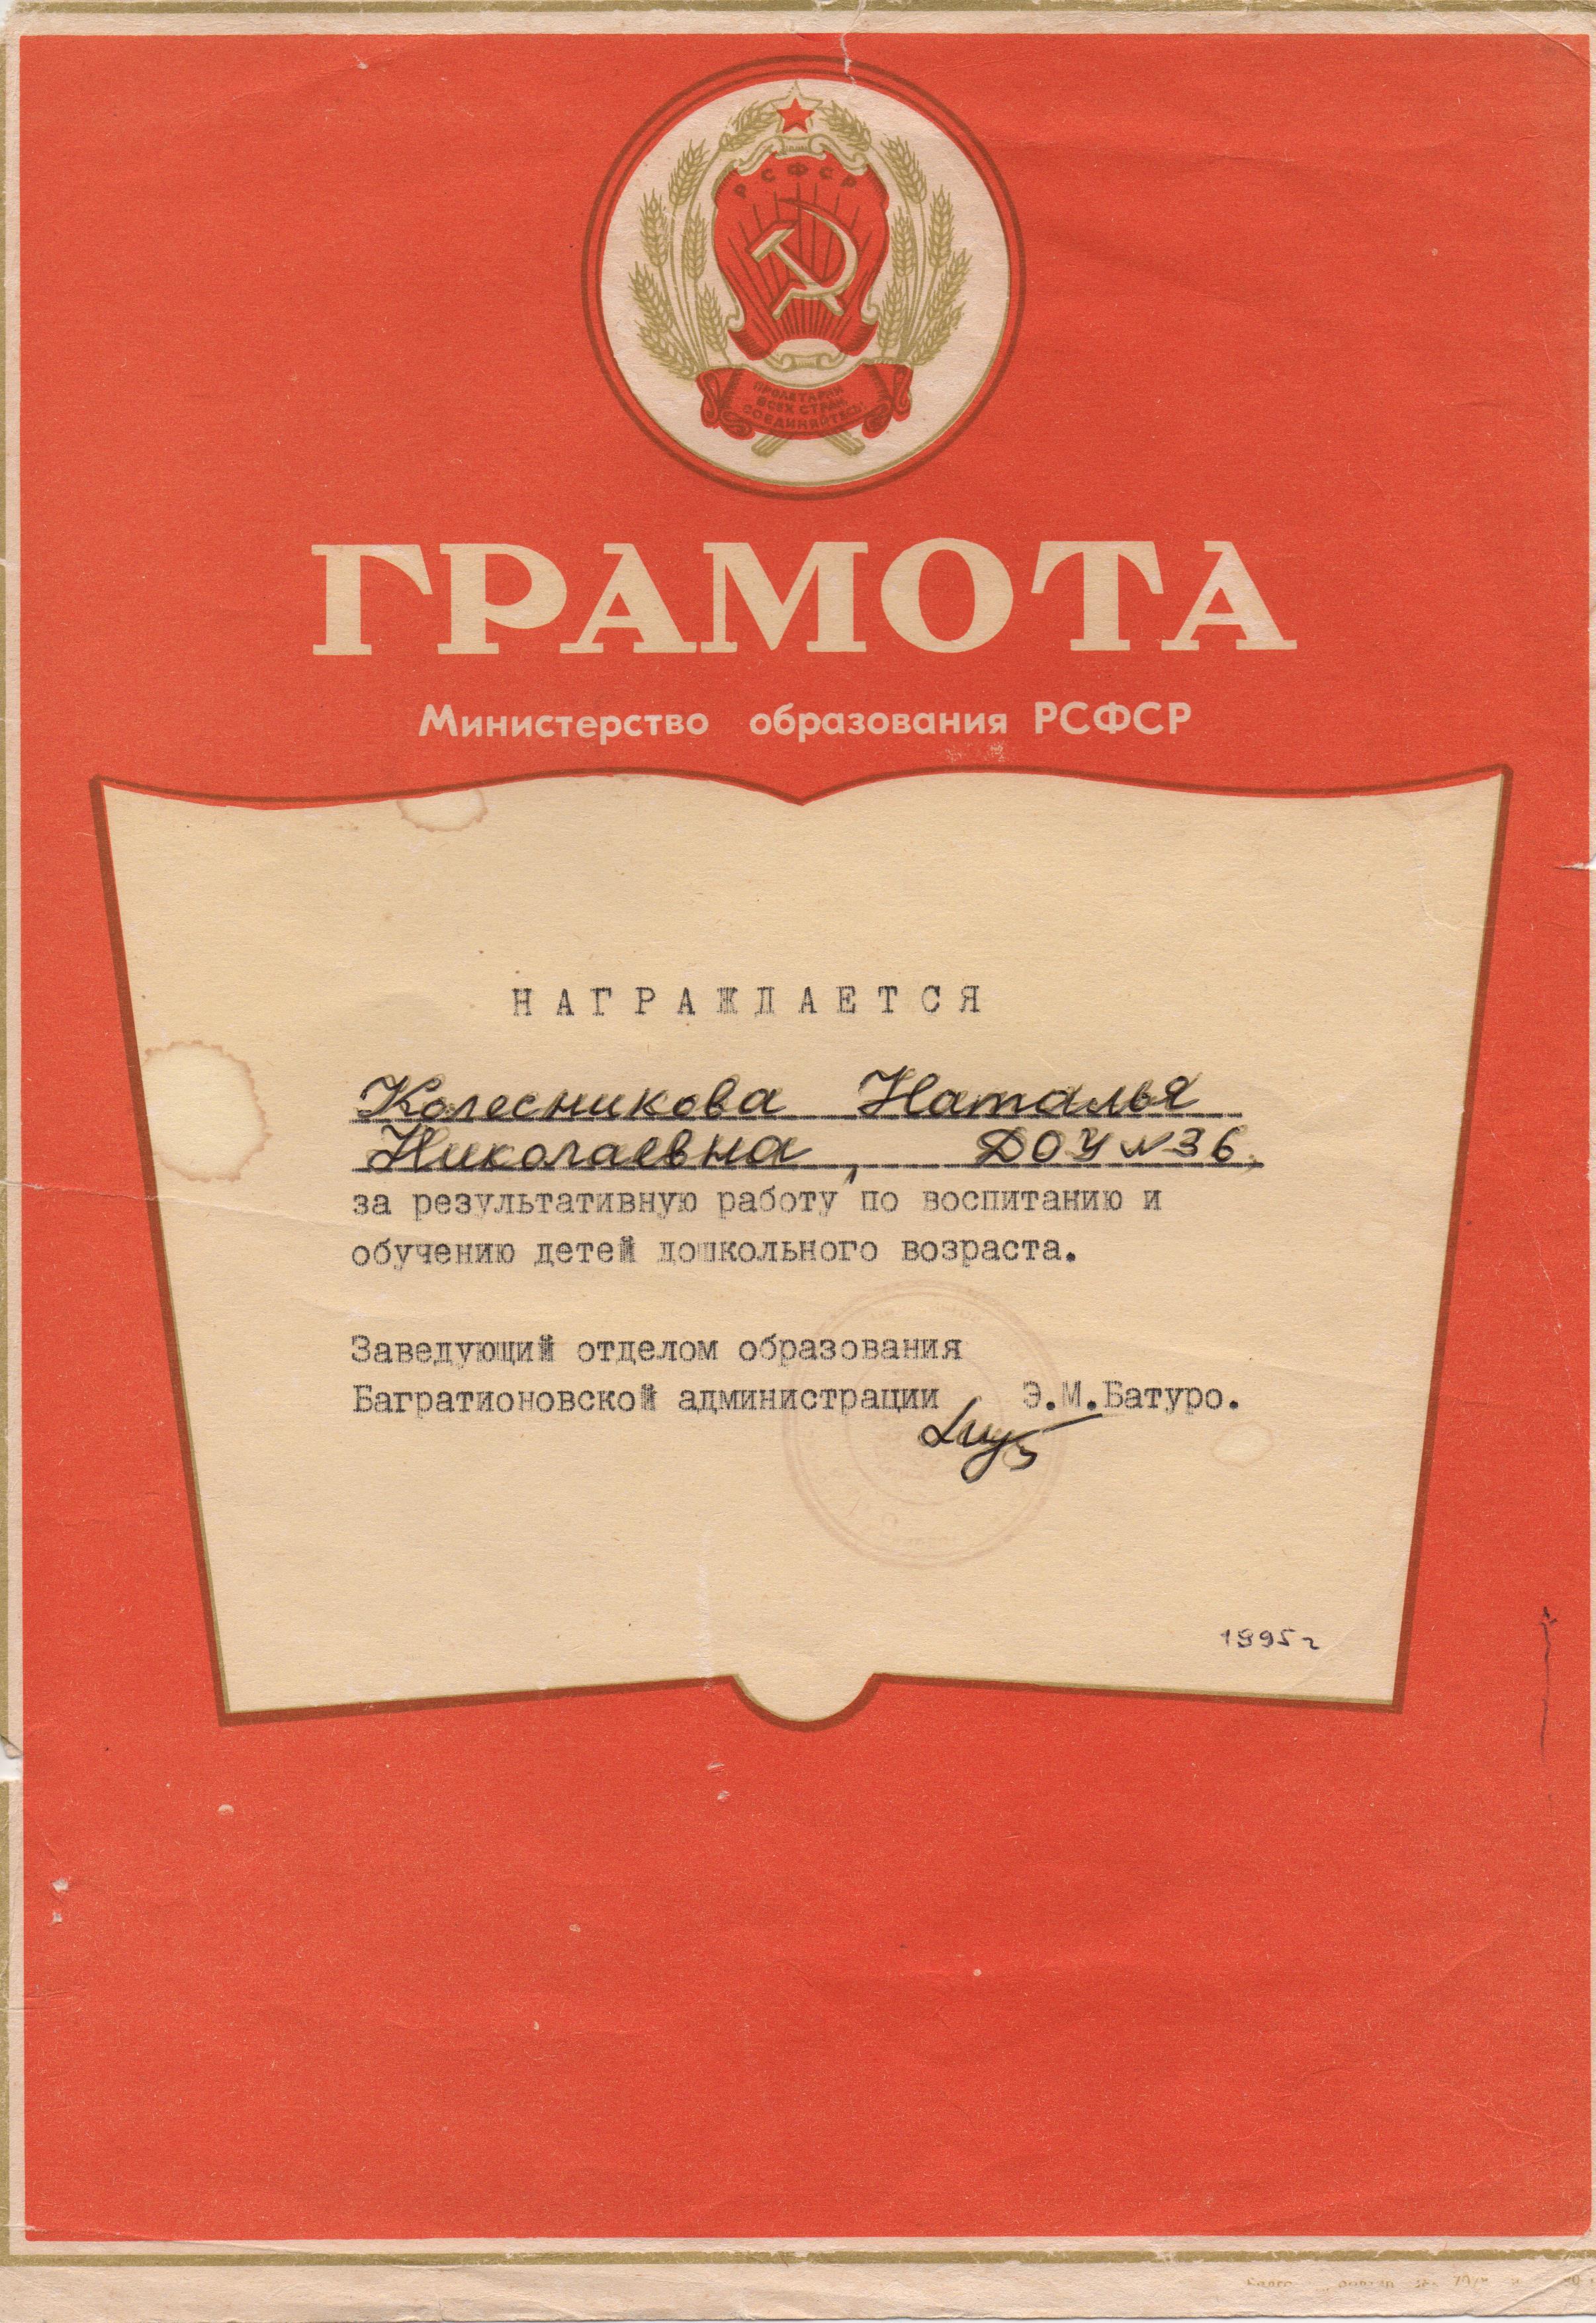 РСФСР
ПРОЛЕТАРИИ
ВСЕХ СТРАН,
СОЕДИНЯЙТЕСЬ!
ГРАМОТА
Министерство образования РСФСР
НАГРАЖДАЕТСЯ
Колесникова Наталья
Николаевна, ДОУ №36,
за результативную работу по воспитанию и
обучению детей дошкольного возраста.
Заведующий отделом образования
Багратионовской администрации Э.М.Батуро.
1995г